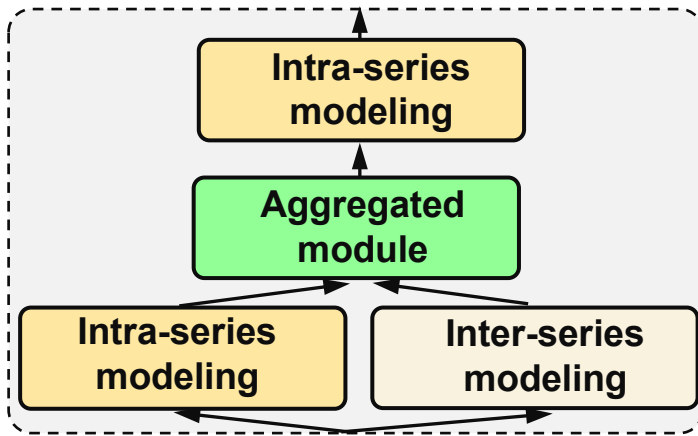 Intra-series
modeling
Aggregated
module
Intra-series
modeling
Inter-series
modeling